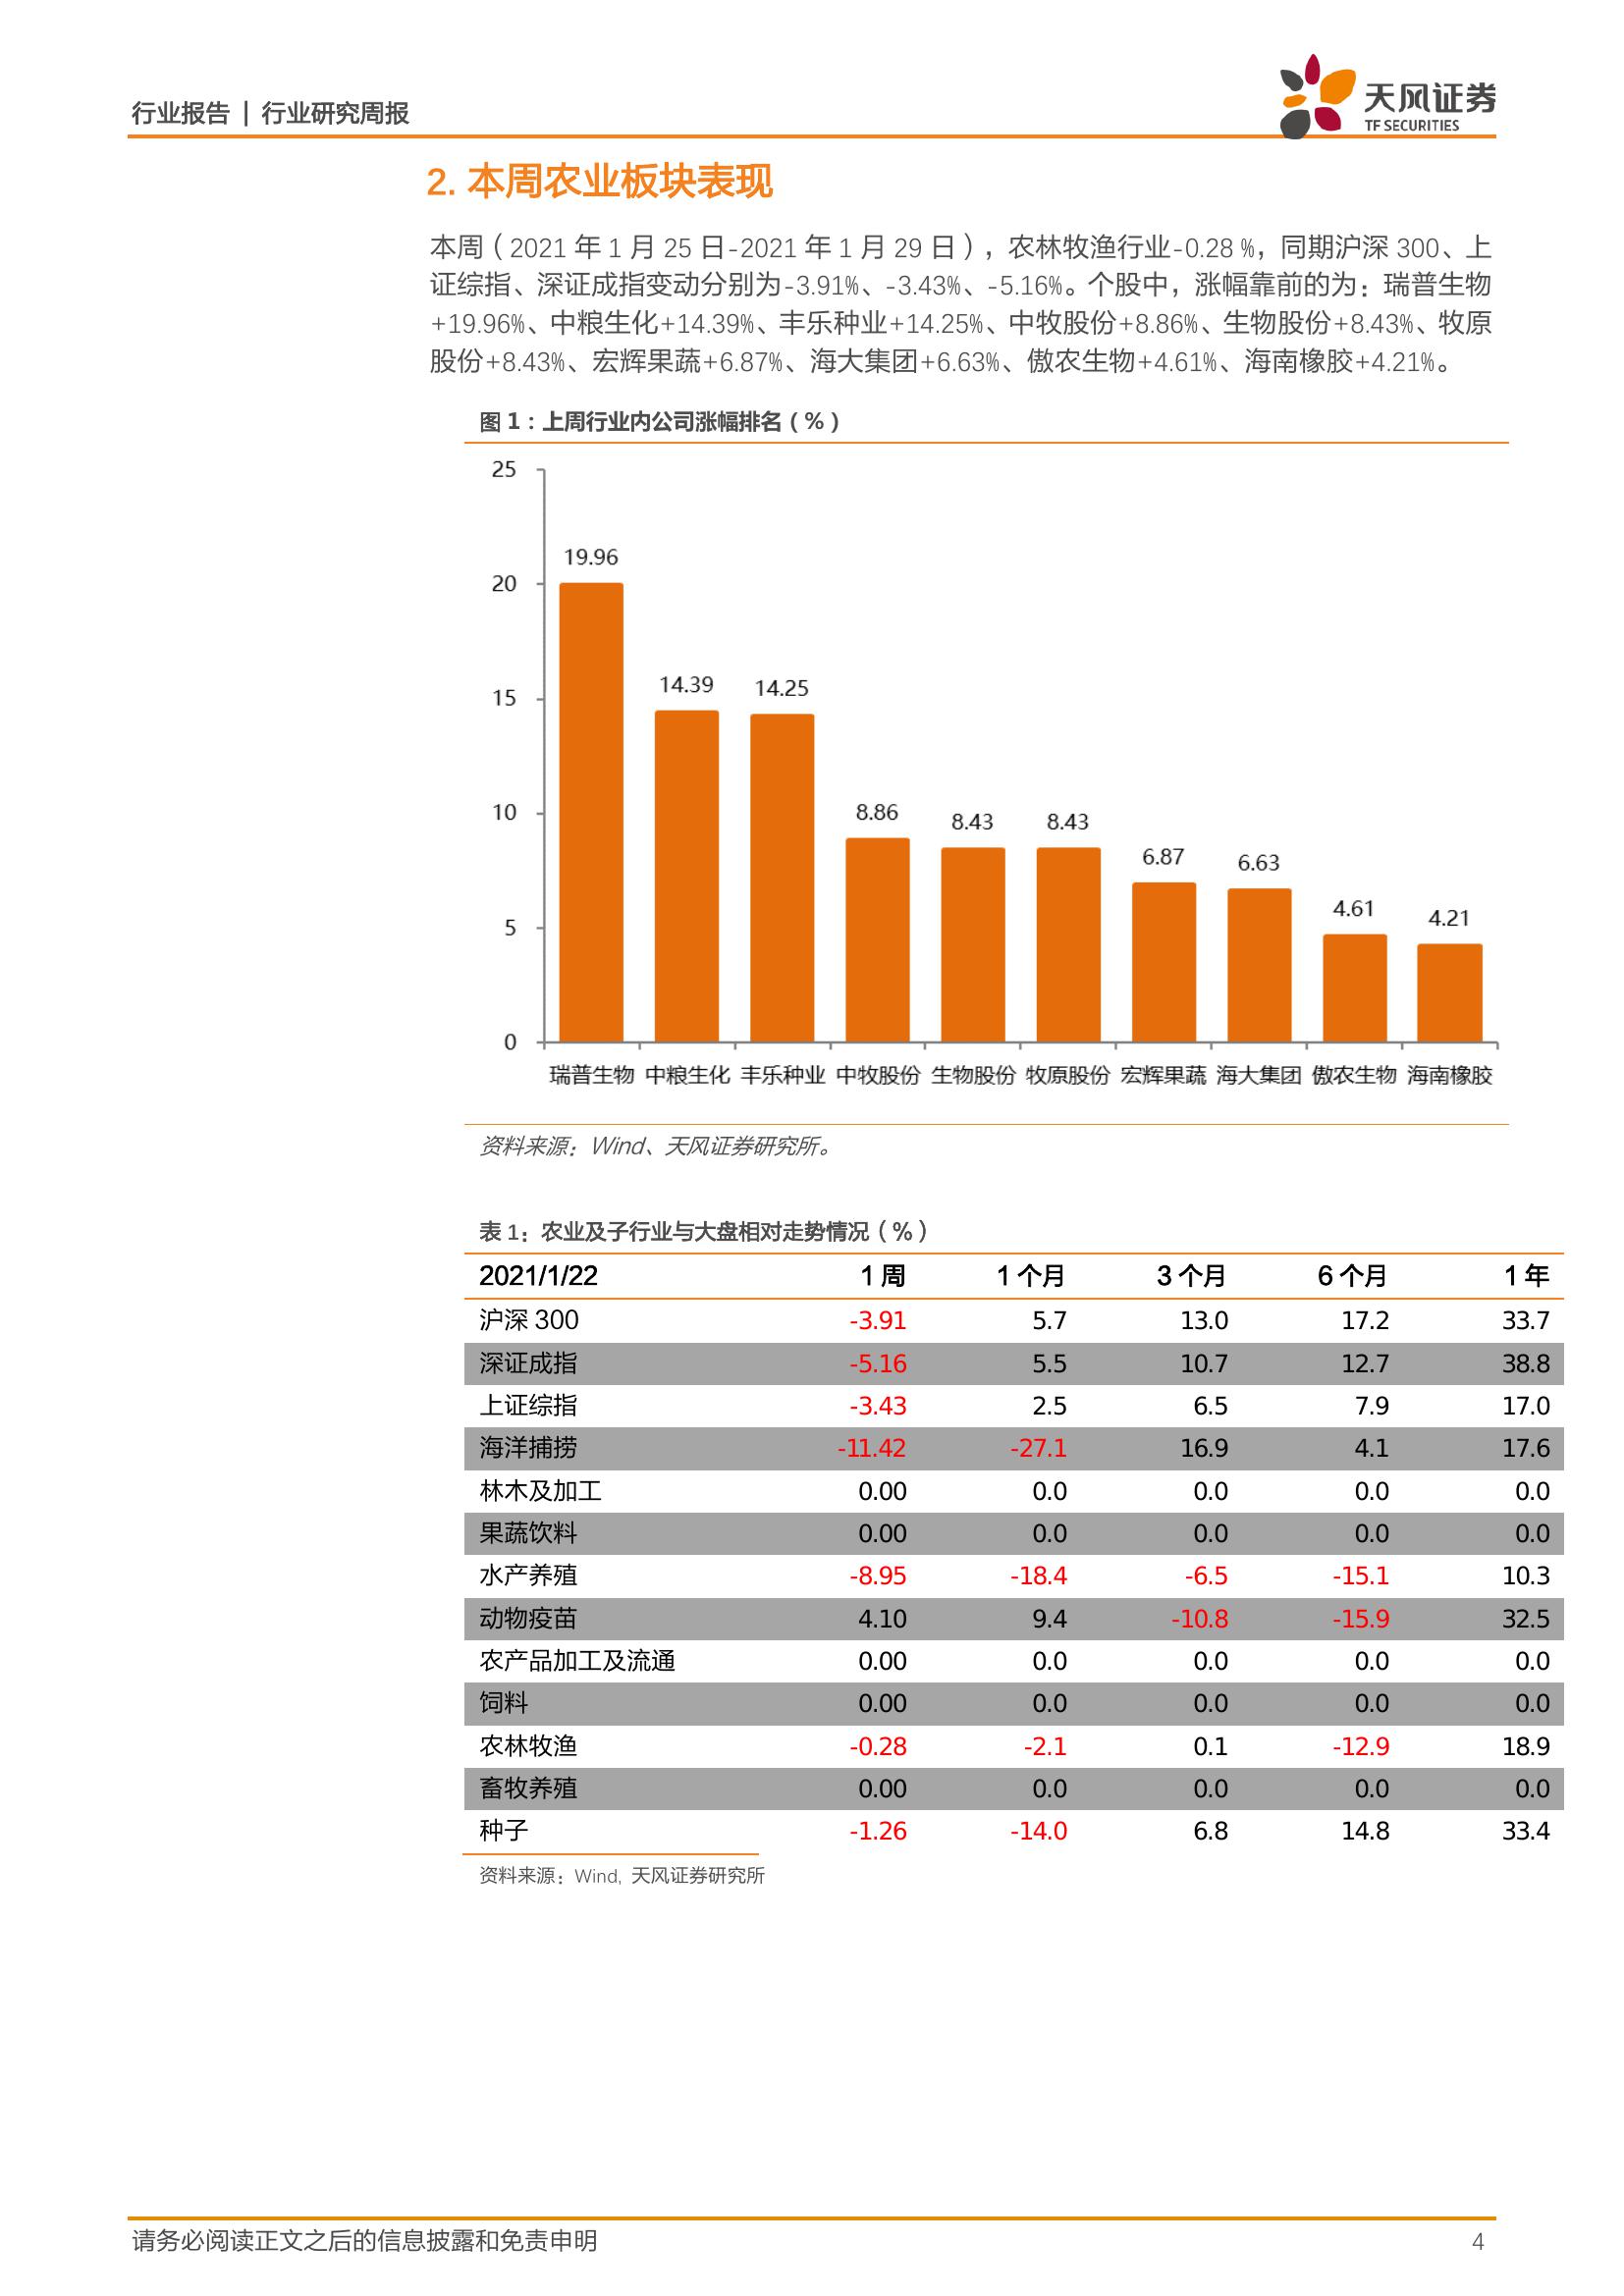 行业报告 | 行业研究周报
天风证券
TF SECURITIES
2. 本周农业板块表现
本周（2021 年 1 月 25 日-2021 年 1 月 29 日），农林牧渔行业-0.28 %，同期沪深 300、上
证综指、深证成指变动分别为-3.91%、-3.43%、-5.16%。个股中，涨幅靠前的为：瑞普生物
+19.96%、中粮生化+14.39%、丰乐种业+14.25%、中牧股份+8.86%、生物股份+8.43%、牧原
股份+8.43%、宏辉果蔬+6.87%、海大集团+6.63%、傲农生物+4.61%、海南橡胶+4.21%。
图 1：上周行业内公司涨幅排名（%）
25
20
15
10
5
0
19.96
14.39
14.25
8.86
8.43
8.43
6.87
6.63
4.61
4.21
瑞普生物 中粮生化 丰乐种业 中牧股份 生物股份 牧原股份 宏辉果蔬 海大集团 傲农生物 海南橡胶
资料来源：Wind、天风证券研究所。
表 1：农业及子行业与大盘相对走势情况（%）
2021/1/22 1 周 1 个月 3 个月 6 个月 1 年
沪深 300 -3.91 5.7 13.0 17.2 33.7
深证成指 -5.16 5.5 10.7 12.7 38.8
上证综指 -3.43 2.5 6.5 7.9 17.0
海洋捕捞 -11.42 -27.1 16.9 4.1 17.6
林木及加工 0.00 0.0 0.0 0.0 0.0
果蔬饮料 0.00 0.0 0.0 0.0 0.0
水产养殖 -8.95 -18.4 -6.5 -15.1 10.3
动物疫苗 4.10 9.4 -10.8 -15.9 32.5
农产品加工及流通 0.00 0.0 0.0 0.0 0.0
饲料 0.00 0.0 0.0 0.0 0.0
农林牧渔 -0.28 -2.1 0.1 -12.9 18.9
畜牧养殖 0.00 0.0 0.0 0.0 0.0
种子 -1.26 -14.0 6.8 14.8 33.4
资料来源：Wind, 天风证券研究所
请务必阅读正文之后的信息披露和免责申明
4